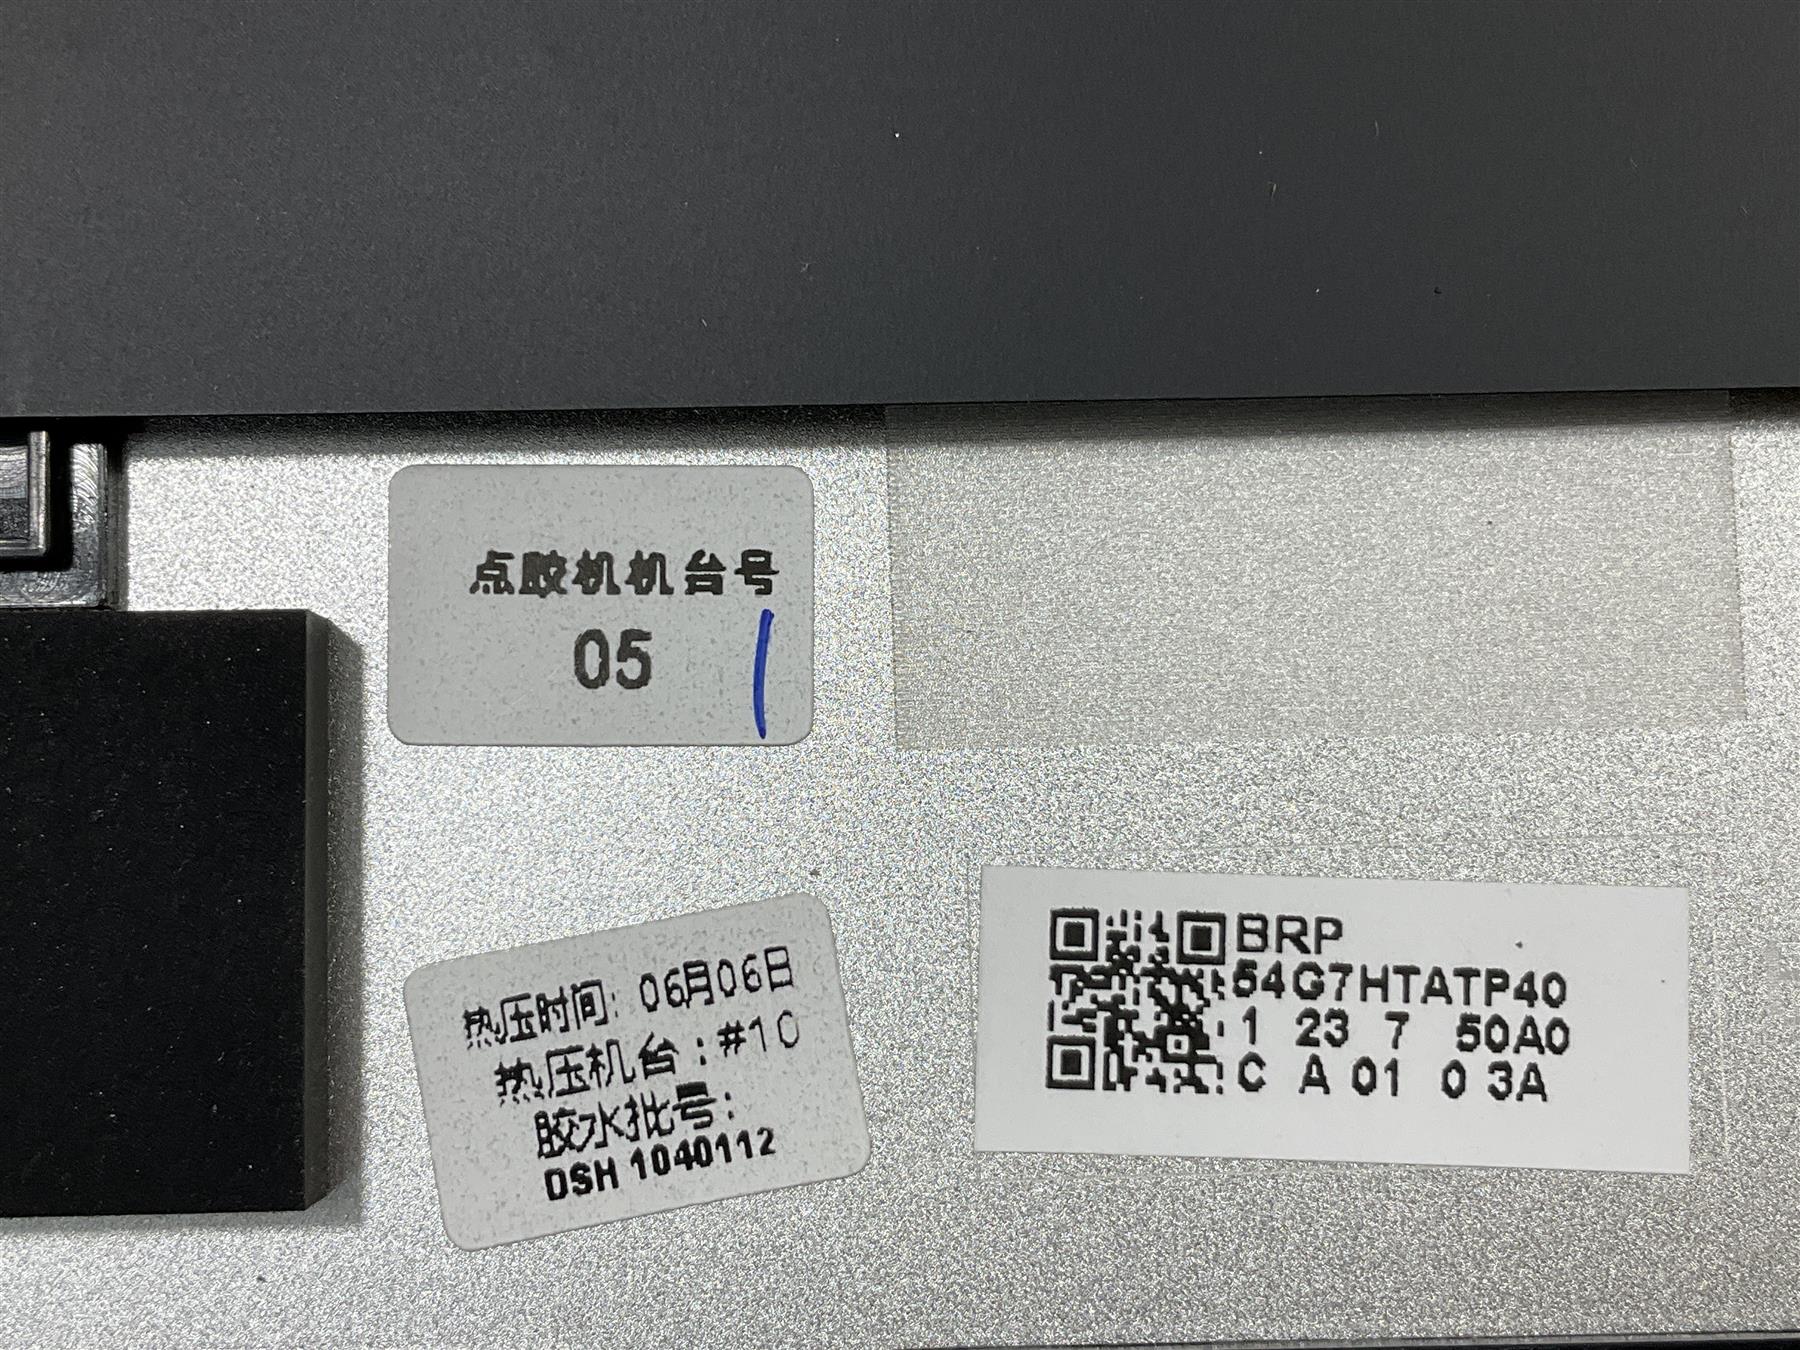 点胶机机台号
05
热压时间: 06月06日
热压机台:#10
胶水批号:
DSH 1040112
BRP
54G7HTATP40
1 23 7 50A0
C A 01 0 3A